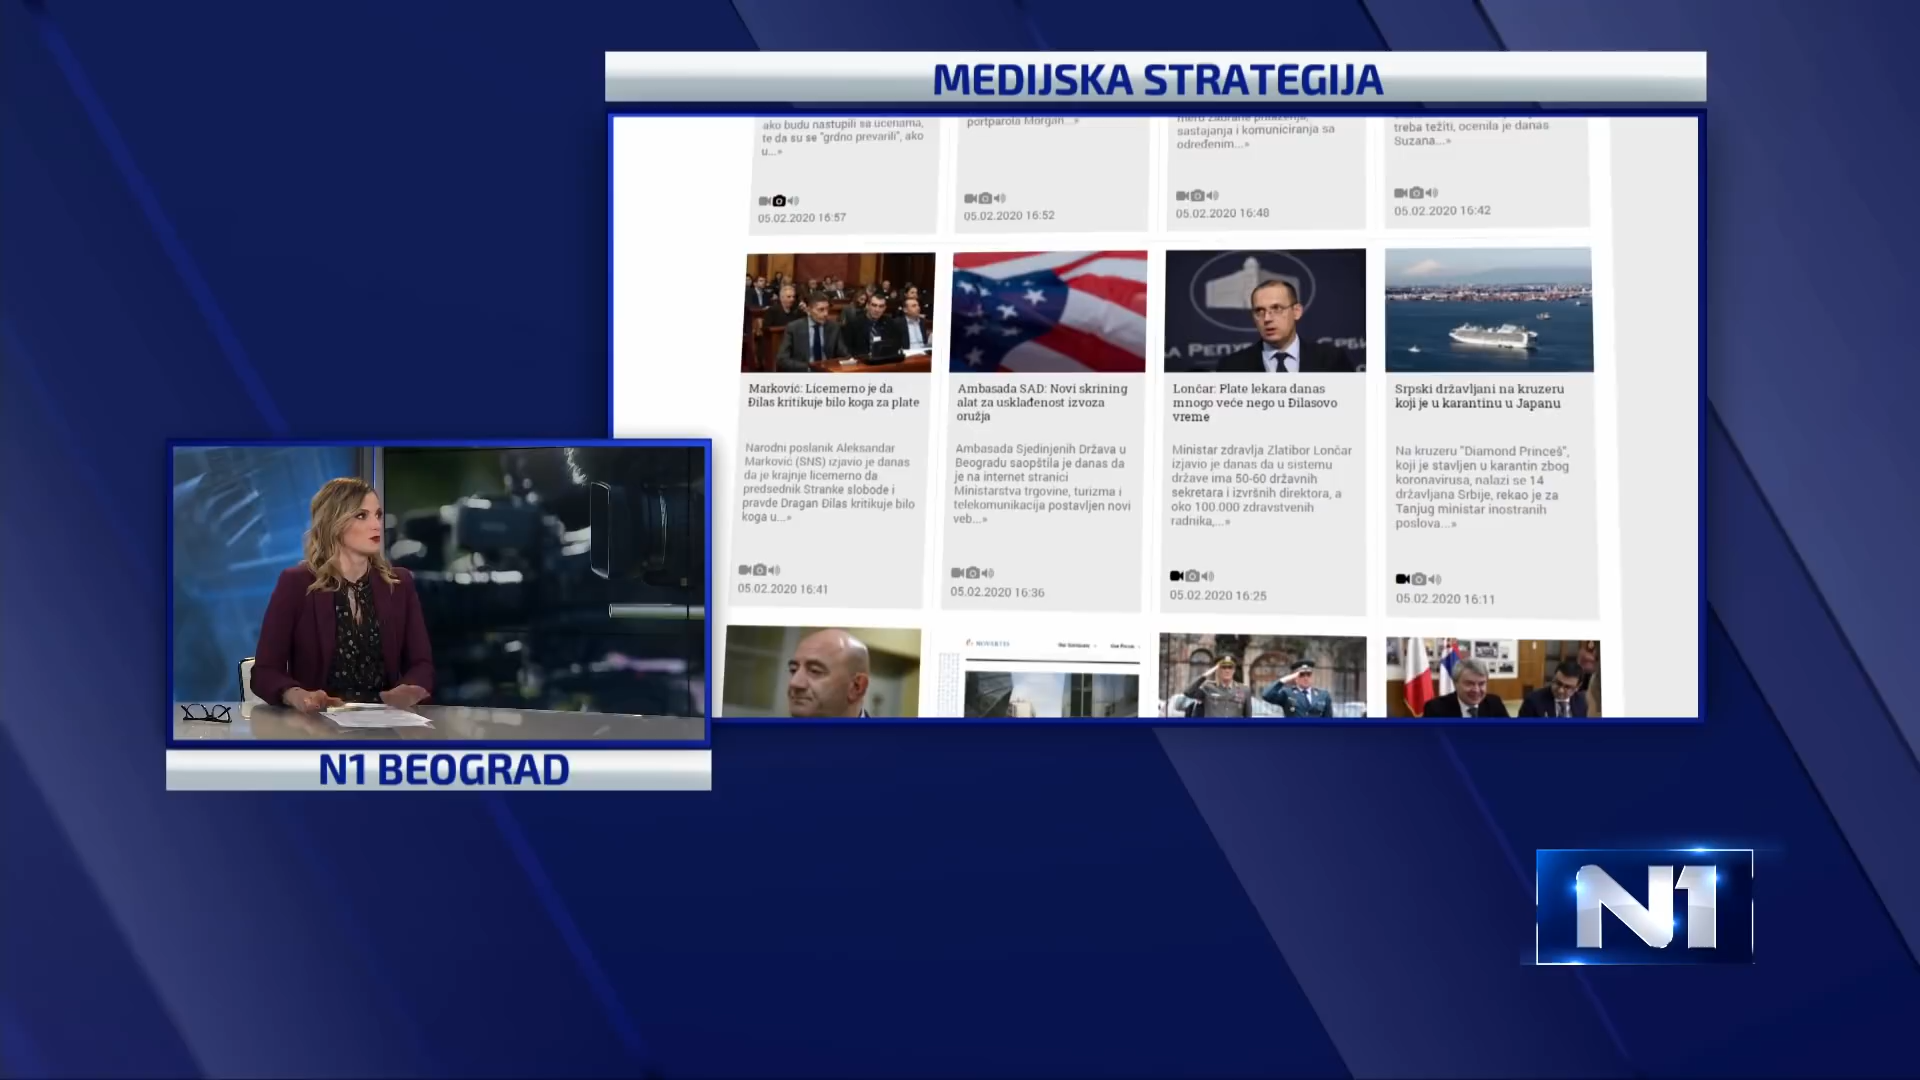 MEDIJSKA STRATEGIJA
ako budu nastupili sa ucenama,
te da su se "grdno prevarili", ako
u...»
05.02.2020 16:57
portparola Morgan...»
05.02.2020 16:52
sastajanja i komuniciranja sa
određenim...»
05.02.2020 16:48
treba težiti, ocenila je danas
Suzana...»
05.02.2020 16:42
Marković: Licemerno je da
Đilas kritikuje bilo koga za plate
Narodni poslanik Aleksandar
Marković (SNS) izjavio je danas
da je krajnje licemerno da
predsednik Stranke slobode i
pravde Dragan Đilas kritikuje bilo
koga u...»
05.02.2020 16:41
Ambasada SAD: Novi skrining
alat za usklađenost izvoza
oružja
Ambasada Sjedinjenih Država u
Beogradu saopštila je danas da
je na internet stranici
Ministarstva trgovine, turizma i
telekomunikacija postavljen novi
veb...»
05.02.2020 16:36
Lončar: Plate lekara danas
mnogo veće nego u Đilasovo
vreme
Ministar zdravlja Zlatibor Lončar
izjavio je danas da u sistemu
države ima 50-60 državnih
sekretara i izvršnih direktora, a
oko 100.000 zdravstvenih
radnika,...»
05.02.2020 16:25
Srpski državljani na kruzeru
koji je u karantinu u Japanu
Na kruzeru "Diamond Princeš",
koji je stavljen u karantin zbog
koronavirusa, nalazi se 14
državljana Srbije, rekao je za
Tanjug ministar inostranih
poslova...»
05.02.2020 16:11
NOVARTIS
N1 BEOGRAD
N1